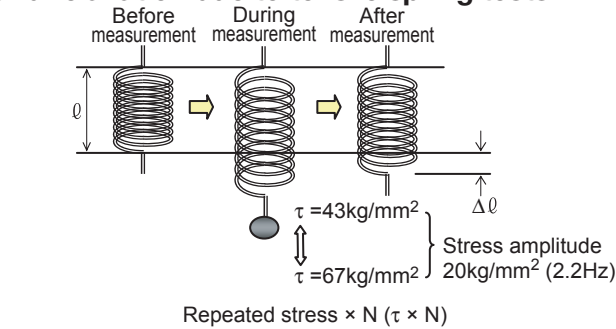 Before During After
measurement measurement measurement
ℓ
Δℓ
τ =43kg/mm²
τ =67kg/mm²
Stress amplitude
20kg/mm² (2.2Hz)
Repeated stress × N (τ × N)